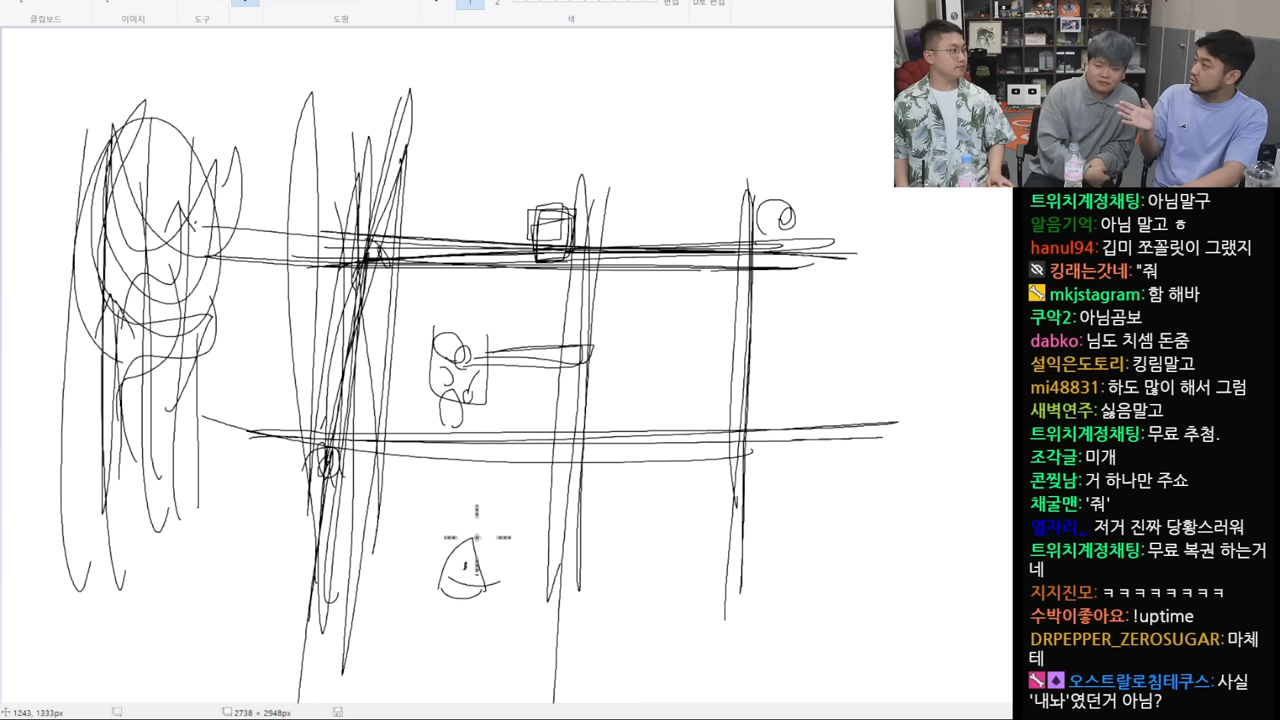 클립보드
이미지
도구
도형
1
2
색
편집
트위치계정채팅: 아님말구
알음기억: 아님 말고 ㅎ
hanul94: 깁미 쪼꼴릿이 그랬지
킹래는갓네: "줘
mkjstagram: 함 해바
쿠악2: 아님곰보
dabko: 님도 치셈 돈줌
설익은도토리: 킹림말고
mi48831: 하도 많이 해서 그럼
새벽연주: 싫음말고
트위치계정채팅: 무료 추첨.
조각글: 미개
콘찢남: 거 하나만 주쇼
채굴맨: '줘'
옆자리_: 저거 진짜 당황스러워
트위치계정채팅: 무료 복권 하는거
네
지지진모: ㅋㅋㅋㅋㅋㅋㅋㅋ
수박이좋아요: !uptime
DRPEPPER_ZEROSUGAR: 마체
테
오스트랄로침테쿠스: 사실
'내놔'였던거 아님?
1243, 1333px
2738 × 2948px